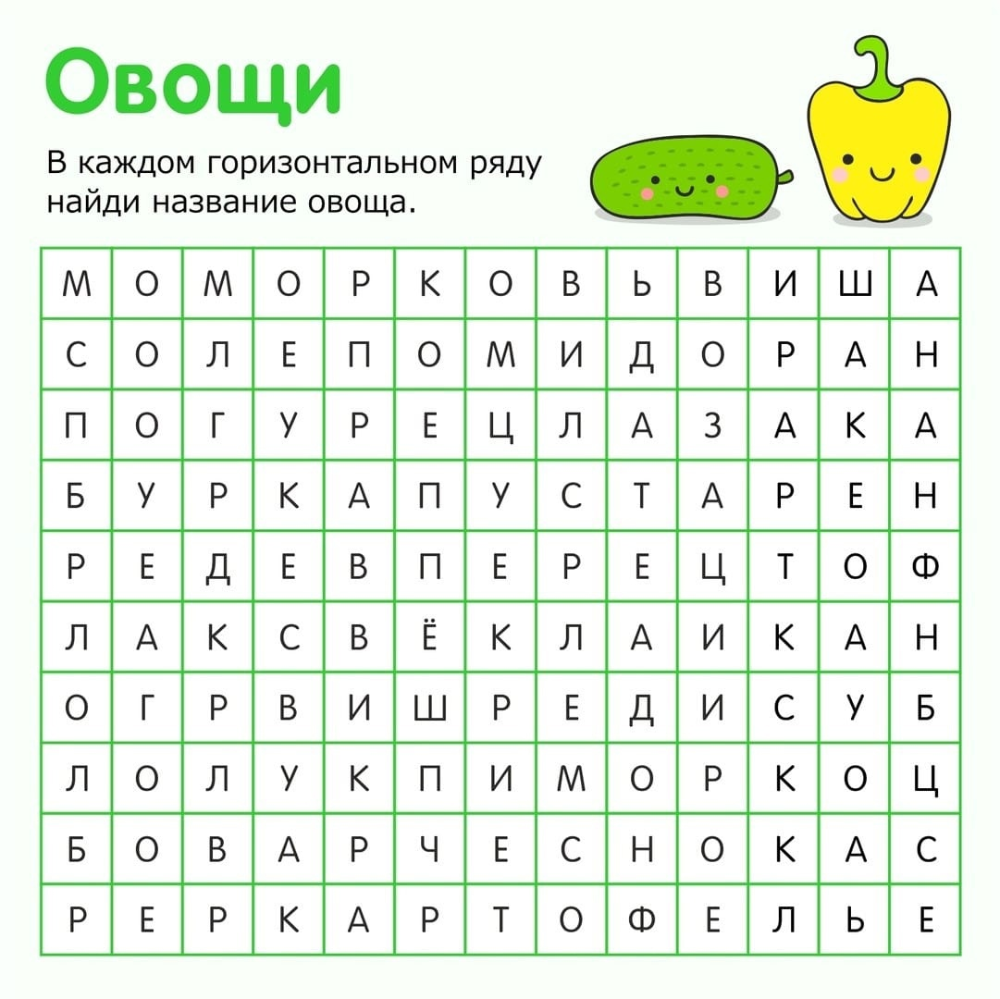 Овощи
В каждом горизонтальном ряду
найди название овоща.
М О М О Р К О В Ь В И Ш А
С О Л Е П О М И Д О Р А Н
П О Г У Р Е Ц Л А З А К А
Б У Р К А П У С Т А Р Е Н
Р Е Д Е В П Е Р Е Ц Т О Ф
Л А К С В Ё К Л А И К А Н
О Г Р В И Ш Р Е Д И С У Б
Л О Л У К П И М О Р К О Ц
Б О В А Р Ч Е С Н О К А С
Р Е Р К А Р Т О Ф Е Л Ь Е